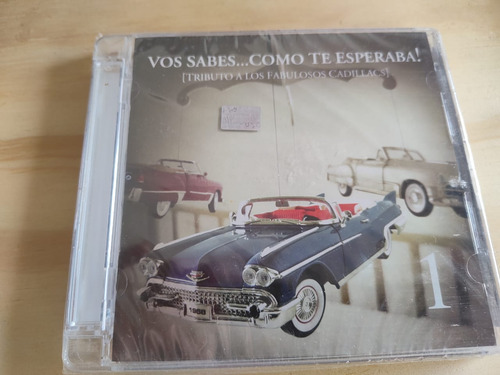 VOS SABES...COMO TE ESPERABA!
[TRIBUTO A LOS FABULOSOS CADILLACS]
1